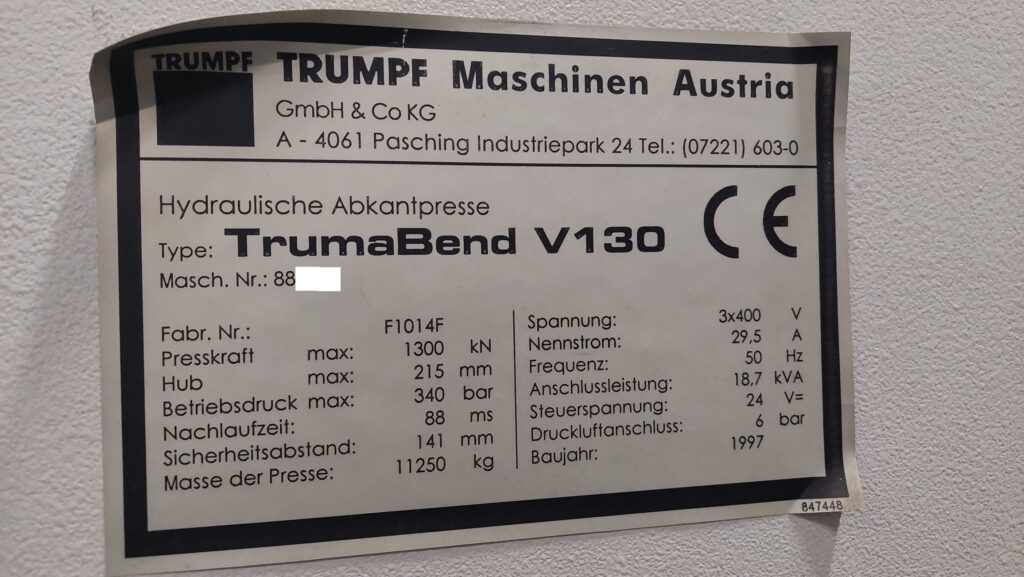 TRUMPF
TRUMPF Maschinen Austria
GmbH & Co KG
A - 4061 Pasching Industriepark 24 Tel.: (07221) 603-0
Hydraulische Abkantpresse
Type: TrumaBend V130
CE
Masch. Nr.: 88
Fabr. Nr.: F1014F
Presskraft max: 1300 kN
Hub max: 215 mm
Betriebsdruck max: 340 bar
Nachlaufzeit: 88 ms
Sicherheitsabstand: 141 mm
Masse der Presse: 11250 kg
Spannung: 3x400 V
Nennstrom: 29,5 A
Frequenz: 50 Hz
Anschlussleistung: 18,7 kVA
Steuerspannung: 24 V=
Druckluftanschluss: 6 bar
Baujahr: 1997
847448